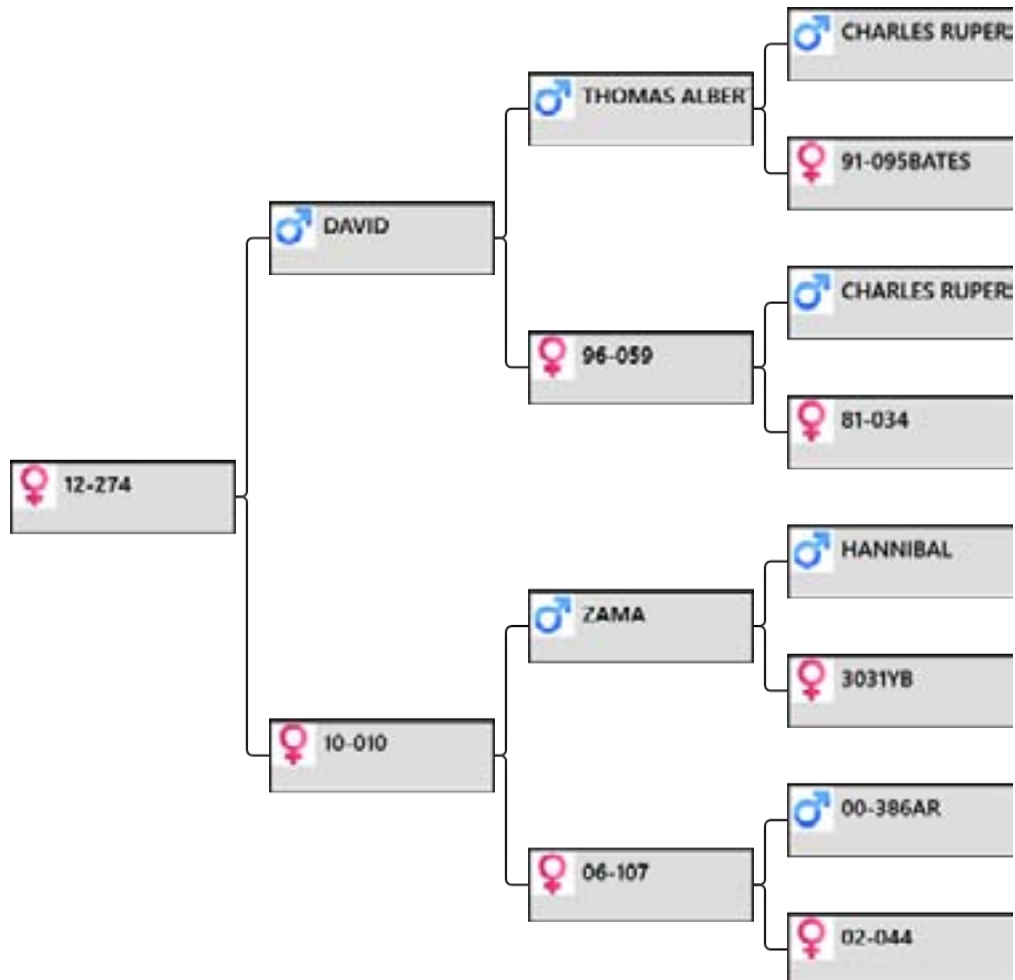 CHARLES RUPER
THOMAS ALBER
91-095BATES
DAVID
CHARLES RUPER
96-059
81-034
12-274
HANNIBAL
ZAMA
3031YB
10-010
00-386AR
06-107
02-044